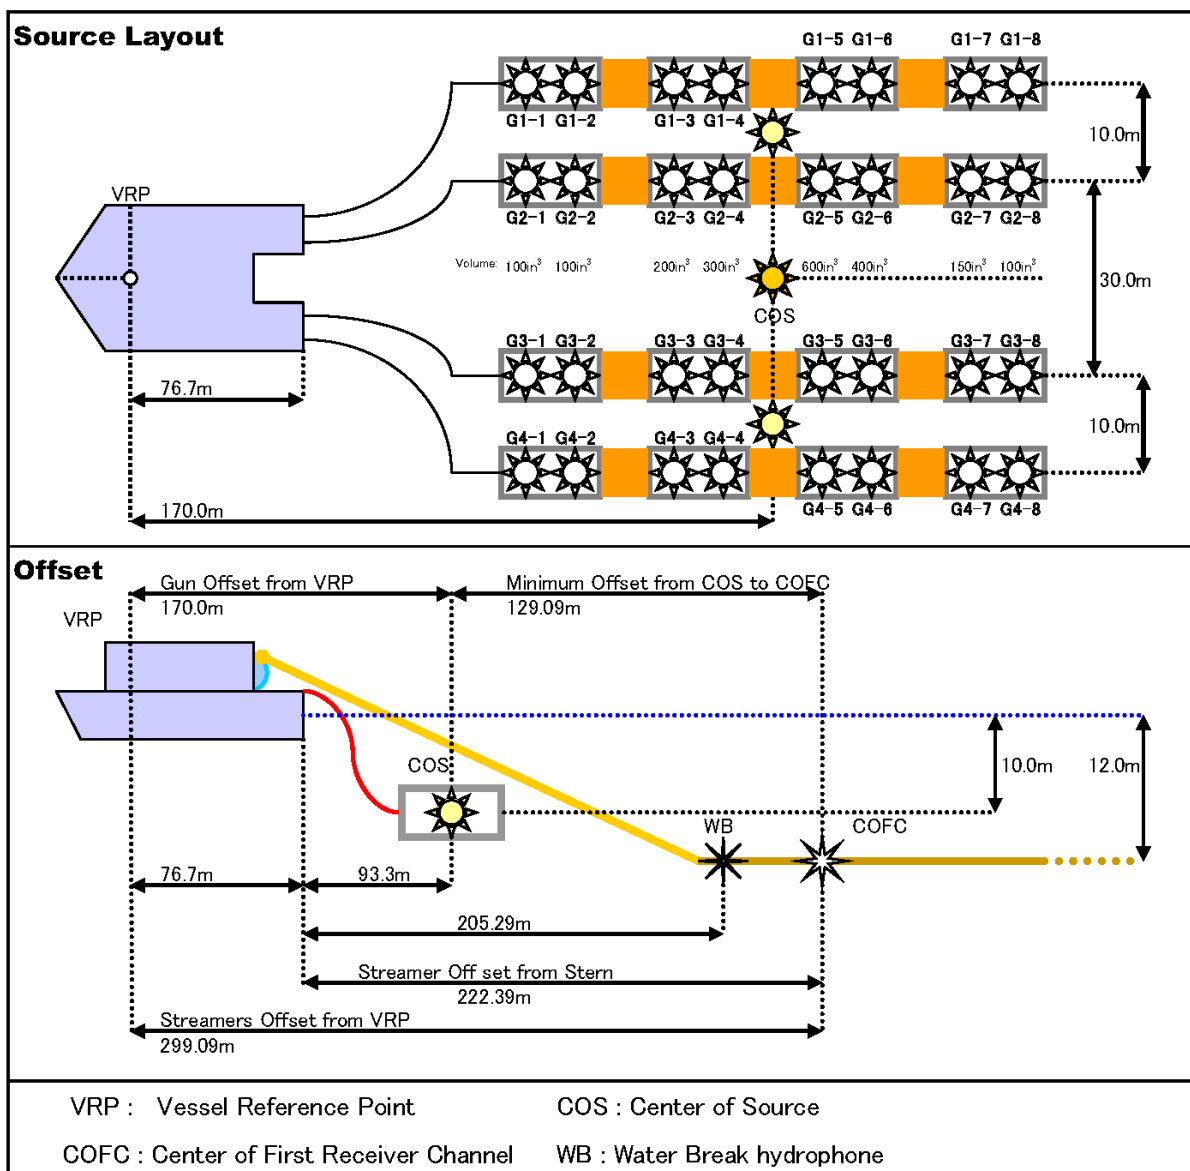 Source Layout
G1-5 G1-6 G1-7 G1-8
G1-1 G1-2 G1-3 G1-4
10.0m
VRP
G2-1 G2-2 G2-3 G2-4 G2-5 G2-6 G2-7 G2-8
Volume: 100in³ 100in³ 200in³ 300in³ 600in³ 400in³ 150in³ 100in³
30.0m
COS
G3-1 G3-2 G3-3 G3-4 G3-5 G3-6 G3-7 G3-8
76.7m
10.0m
G4-1 G4-2 G4-3 G4-4
G4-5 G4-6 G4-7 G4-8
170.0m
Offset
Gun Offset from VRP
170.0m
Minimum Offset from COS to COFC
129.09m
VRP
COS
10.0m
12.0m
WB
COFC
76.7m
93.3m
205.29m
Streamer Off set from Stern
222.39m
Streamers Offset from VRP
299.09m
VRP : Vessel Reference Point
COS : Center of Source
COFC : Center of First Receiver Channel
WB : Water Break hydrophone